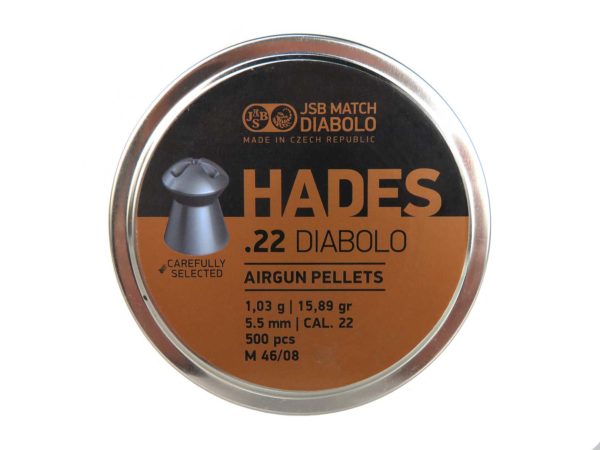 JHBS
JSB MATCH
DIABOLO
MADE IN CZECH REPUBLIC
HADES
.22 DIABOLO
CAREFULLY
SELECTED
AIRGUN PELLETS
1,03 g | 15,89 gr
5.5 mm | CAL. 22
500 pcs
M 46/08